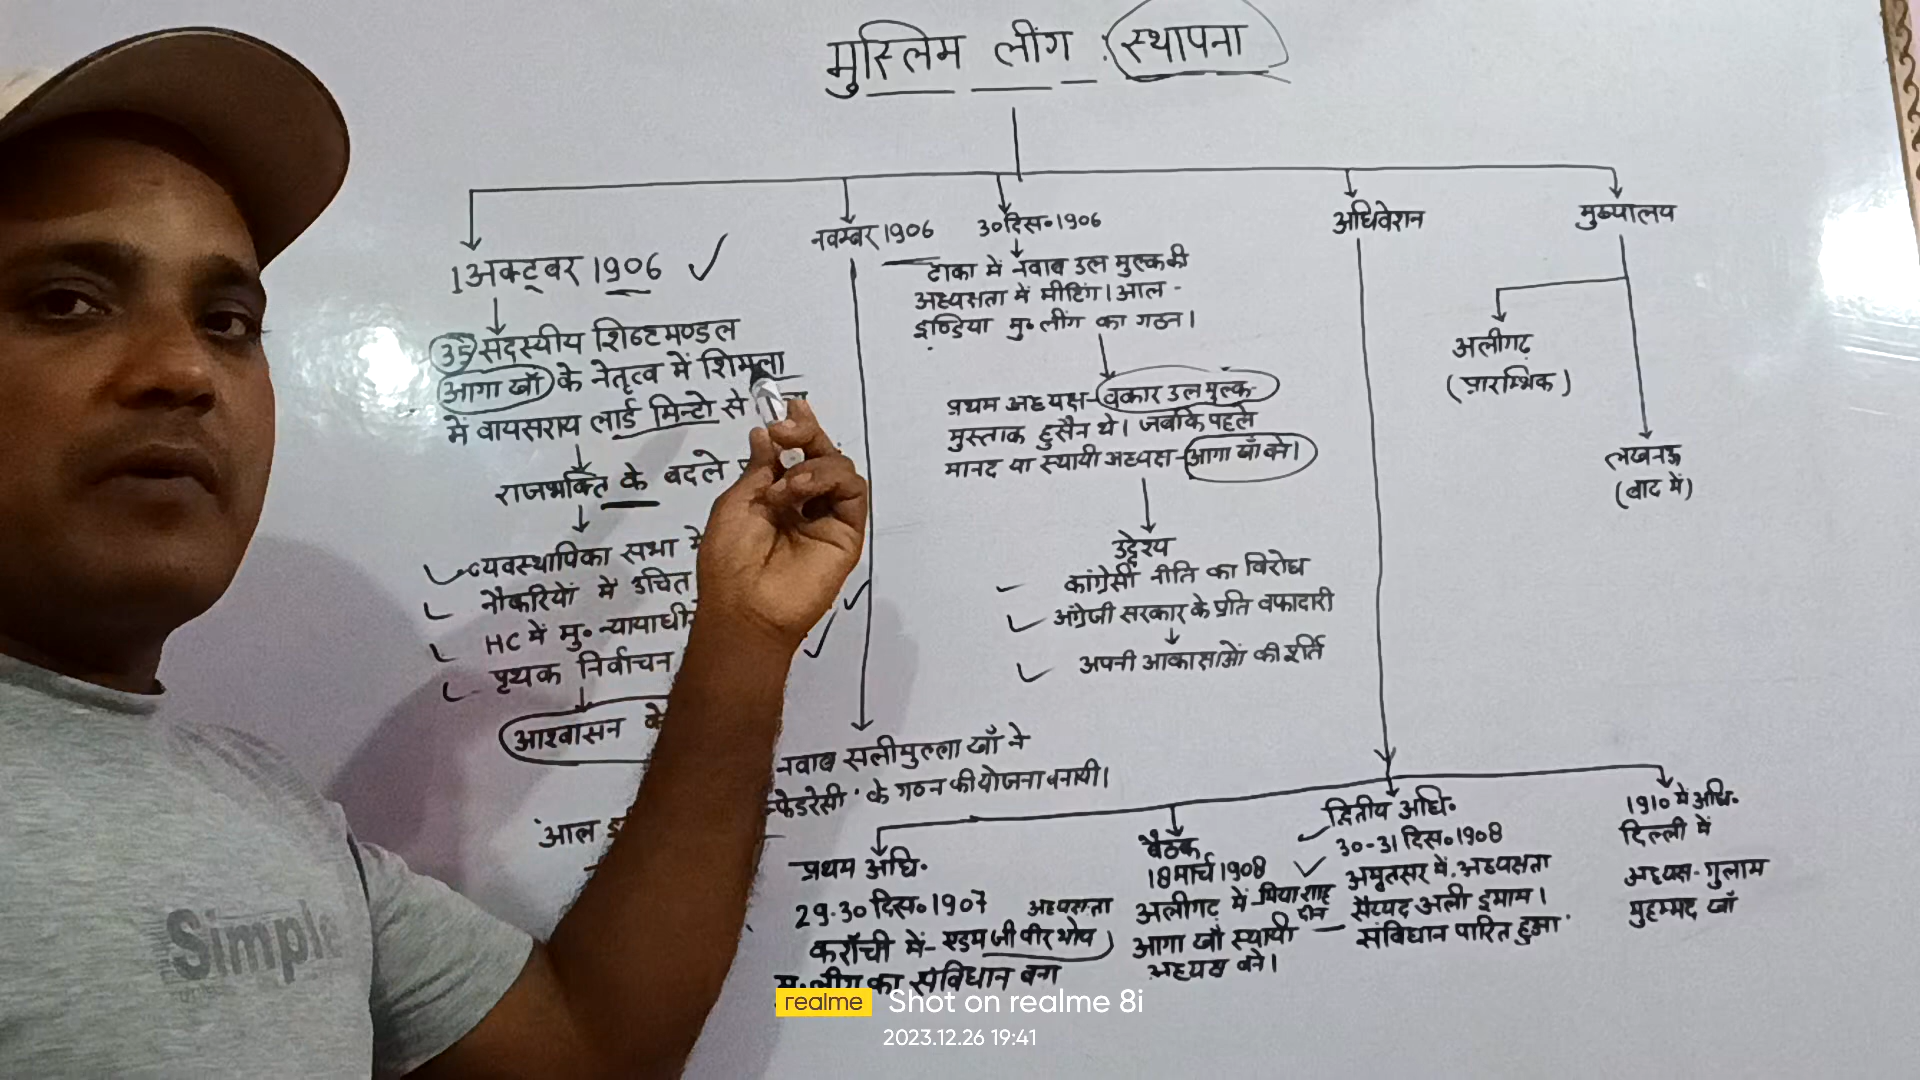 मुस्लिम लीग : स्थापना
1 अक्टूबर 1906
35 सदस्यीय शिष्टमण्डल
आगा खाँ के नेतृत्व में शिमला
में वायसराय लार्ड मिन्टो से
राजभक्ति के बदले
व्यवस्थापिका सभा में
नौकरियों में उचित
HC में मु॰ न्यायाधी
पृथक निर्वाचन
आश्वासन
'आल
नवम्बर 1906
नवाब सलीमुल्ला खाँ ने
फेडरेसी' के गठन की योजना बनायी।
30 दिस॰ 1906
ढाका में नवाब उल मुल्क की
अध्यक्षता में मीटिंग। आल -
इण्डिया मु॰ लीग का गठन।
प्रथम अध्यक्ष - वकार उल मुल्क -
मुस्ताक हुसैन थे। जबकि पहले
मानद या स्थायी अध्यक्ष - आगा खाँ बने।
उद्देश्य
कांग्रेसी नीति का विरोध
अंग्रेजी सरकार के प्रति वफादारी
अपनी आकांक्षाओं की पूर्ति
अधिवेशन
प्रथम अधि॰
29-30 दिस॰ 1907
अध्यक्षता
कराँची में - एडम जी पीर भोय
मु॰ लीग का संविधान बना
बैठक
18 मार्च 1908
अलीगढ़ में मियां शाह
दीन
आगा खाँ स्थायी
अध्यक्ष बने।
द्वितीय अधि॰
30-31 दिस॰ 1908
अमृतसर में. अध्यक्षता
सैय्यद अली इमाम।
संविधान पारित हुआ
1910 में अधि॰
दिल्ली में
अध्यक्ष - गुलाम
मुहम्मद खाँ
मुख्यालय
अलीगढ़
(प्रारम्भिक)
लखनऊ
(बाद में)
Simple
realme Shot on realme 8i
2023.12.26 19:41